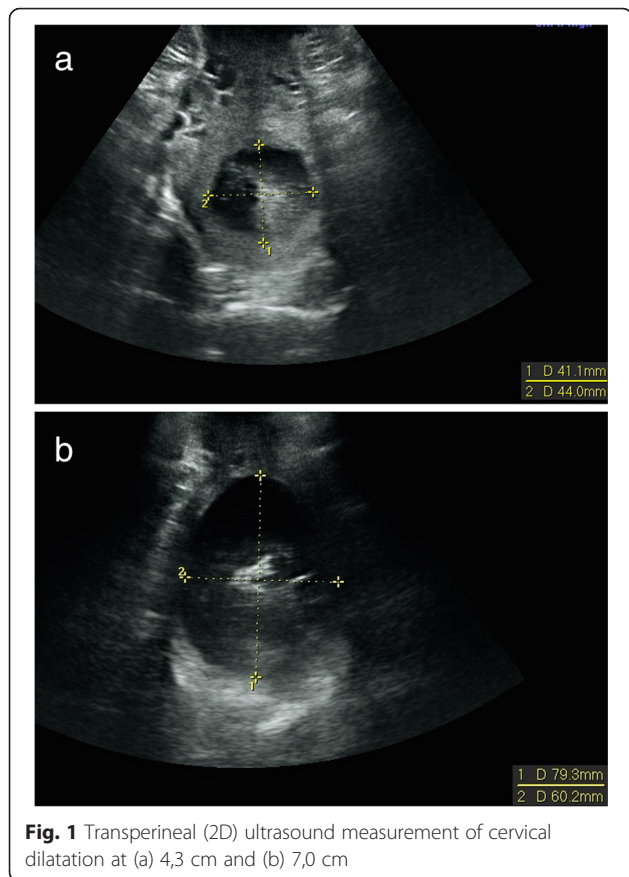 a
2
1
1 D 41.1mm
2 D 44.0mm
b
2
1
1 D 79.3mm
2 D 60.2mm
Fig. 1 Transperineal (2D) ultrasound measurement of cervical
dilatation at (a) 4,3 cm and (b) 7,0 cm